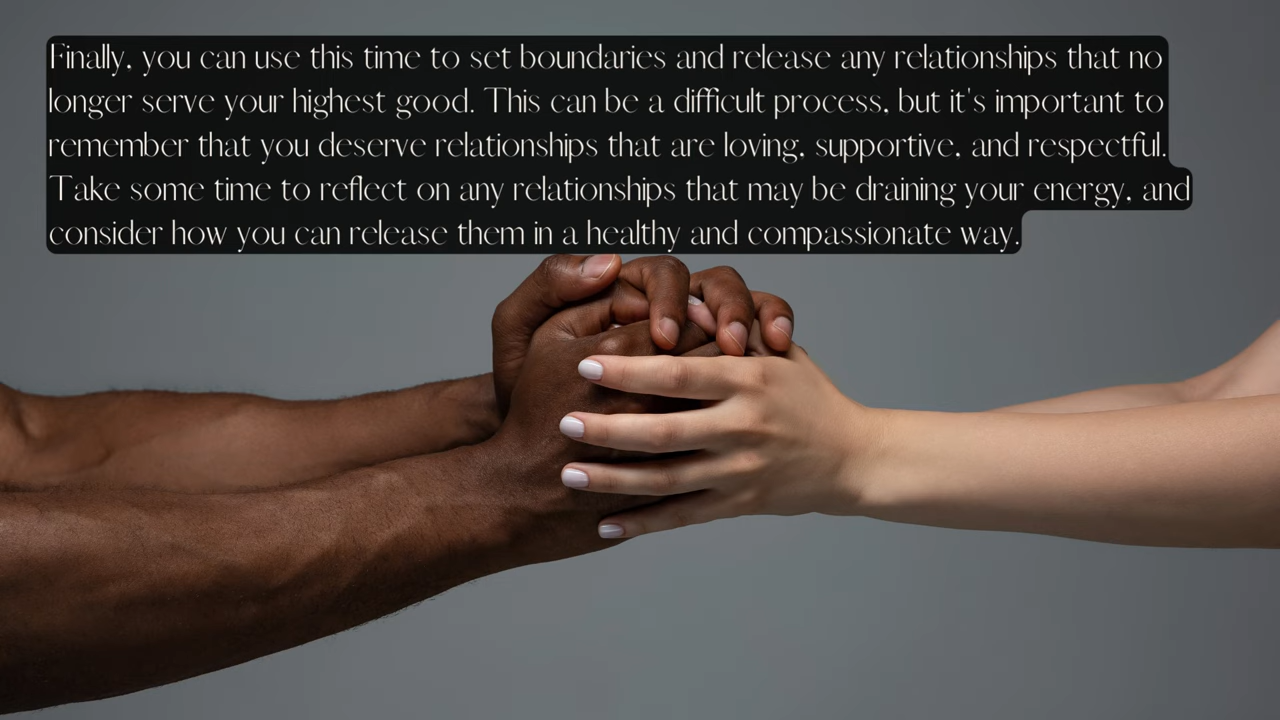 Finally, you can use this time to set boundaries and release any relationships that no
longer serve your highest good. This can be a difficult process, but it's important to
remember that you deserve relationships that are loving, supportive, and respectful.
Take some time to reflect on any relationships that may be draining your energy, and
consider how you can release them in a healthy and compassionate way.